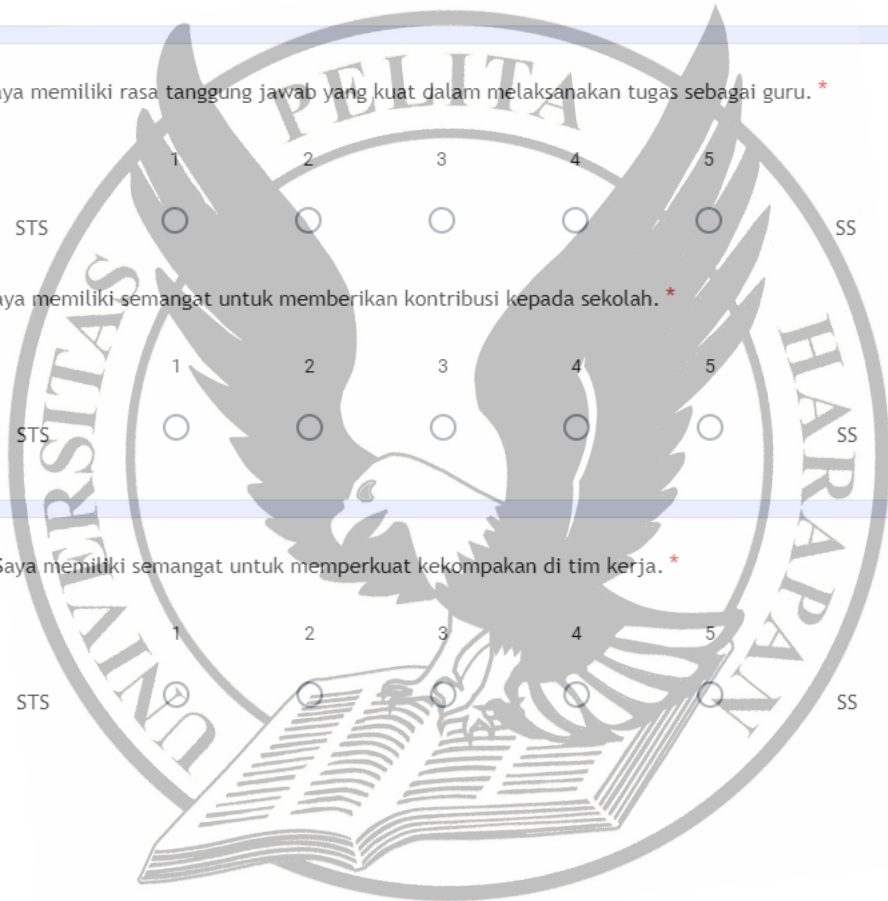 PELITA
aya memiliki rasa tanggung jawab yang kuat dalam melaksanakan tugas sebagai guru. *
1 2 3 4 5
STS SS
aya memiliki semangat untuk memberikan kontribusi kepada sekolah. *
1 2 3 4 5
STS SS
UNIVERSITAS
HARAPAN
Saya memiliki semangat untuk memperkuat kekompakan di tim kerja. *
1 2 3 4 5
STS SS